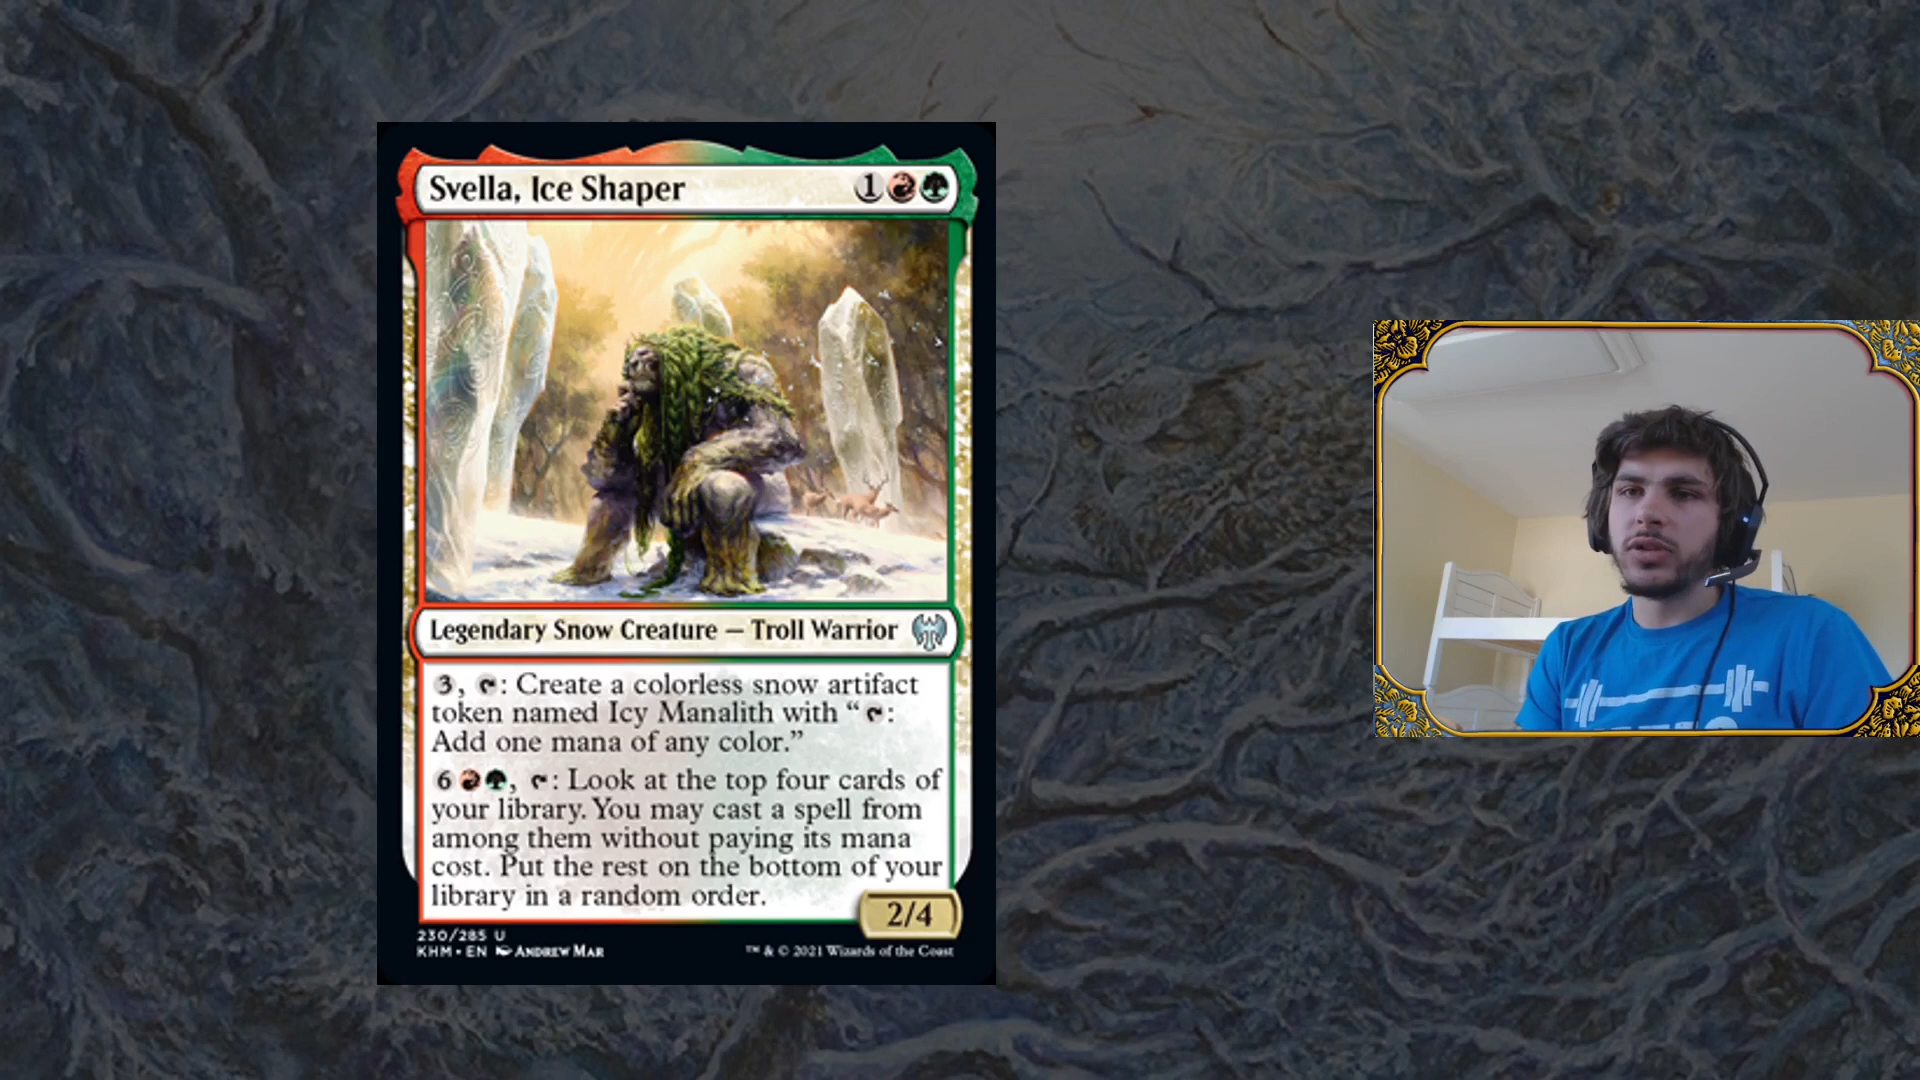 Svella, Ice Shaper 1
Legendary Snow Creature — Troll Warrior
3, : Create a colorless snow artifact
token named Icy Manalith with “ :
Add one mana of any color.”
6 , : Look at the top four cards of
your library. You may cast a spell from
among them without paying its mana
cost. Put the rest on the bottom of your
library in a random order.
2/4
230/285 U
KHM • EN Andrew Mar
™ & © 2021 Wizards of the Coast